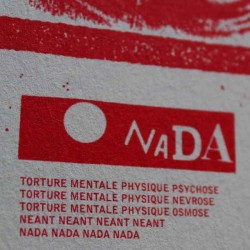 NaDA
TORTURE MENTALE PHYSIQUE PSYCHOSE
TORTURE MENTALE PHYSIQUE NEVROSE
TORTURE MENTALE PHYSIQUE OSMOSE
NEANT NEANT NEANT NEANT
NADA NADA NADA NADA